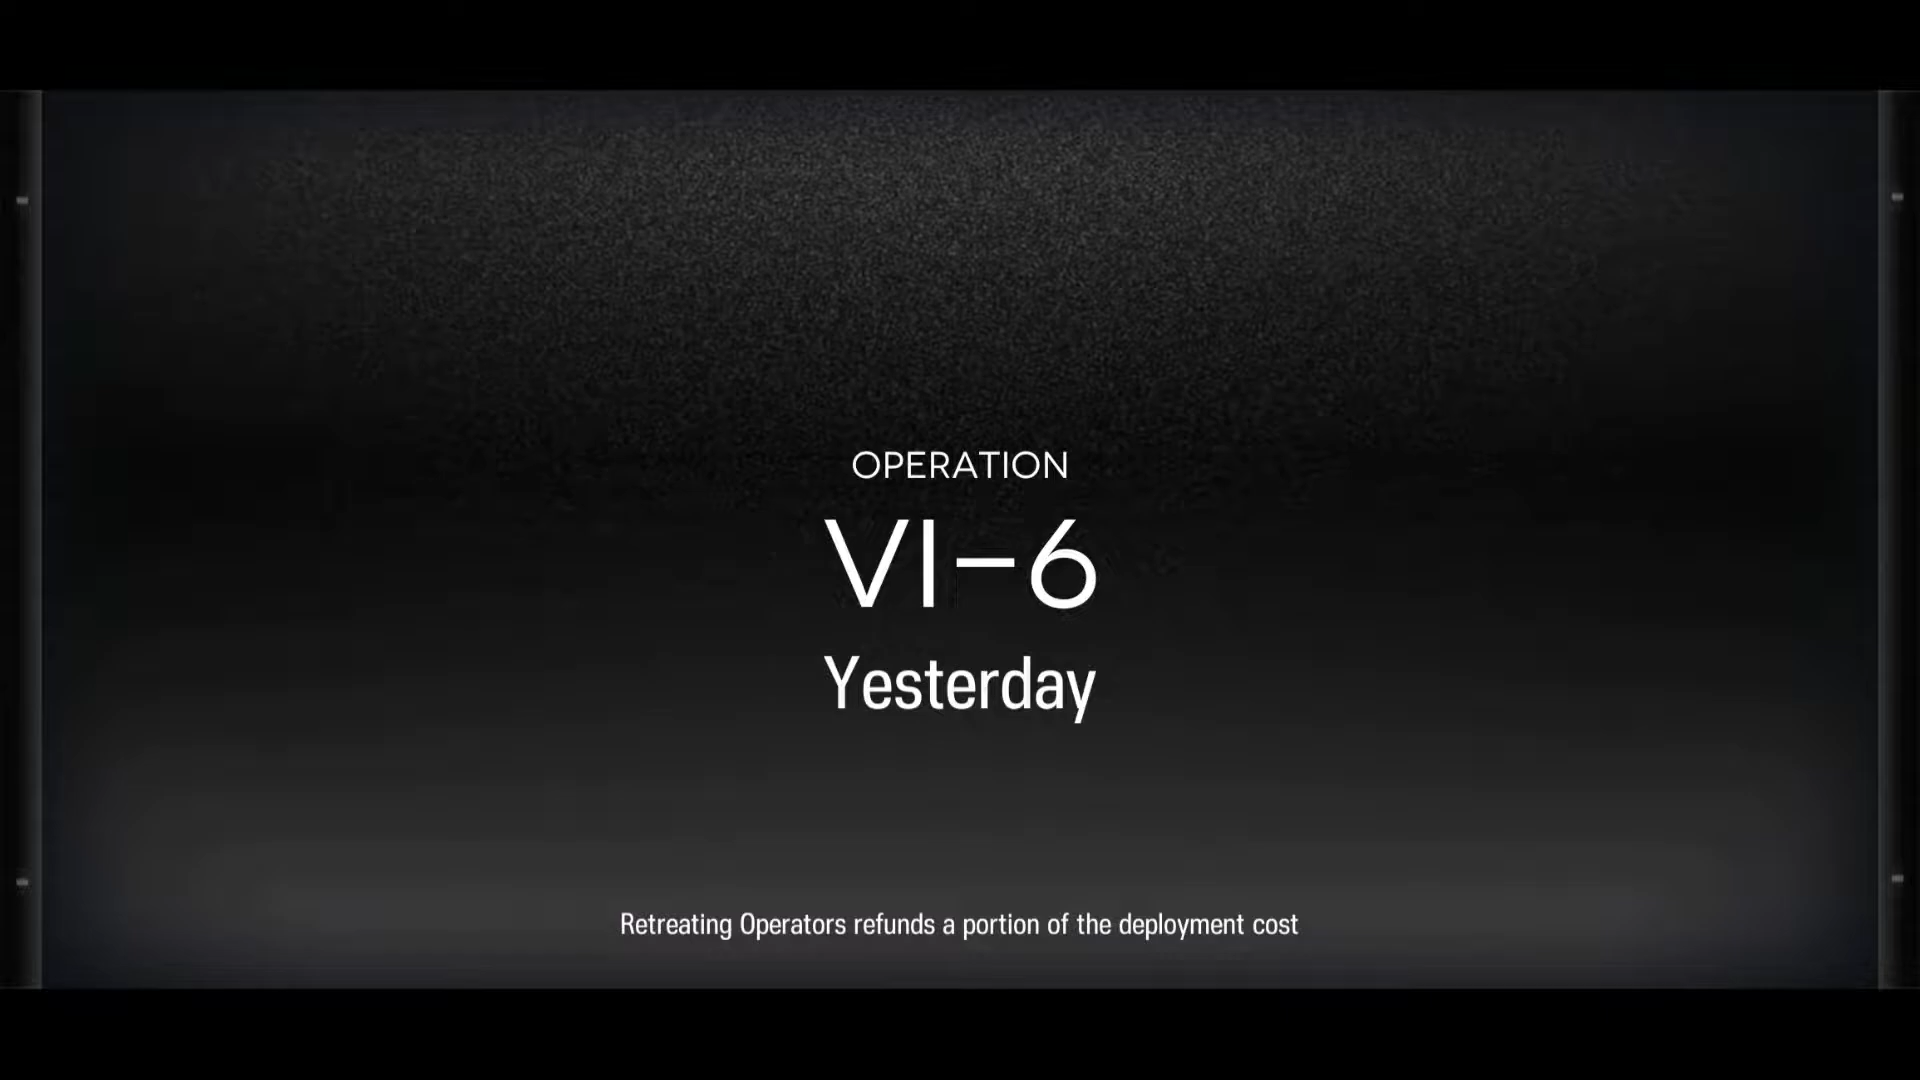 OPERATION
VI-6
Yesterday
Retreating Operators refunds a portion of the deployment cost